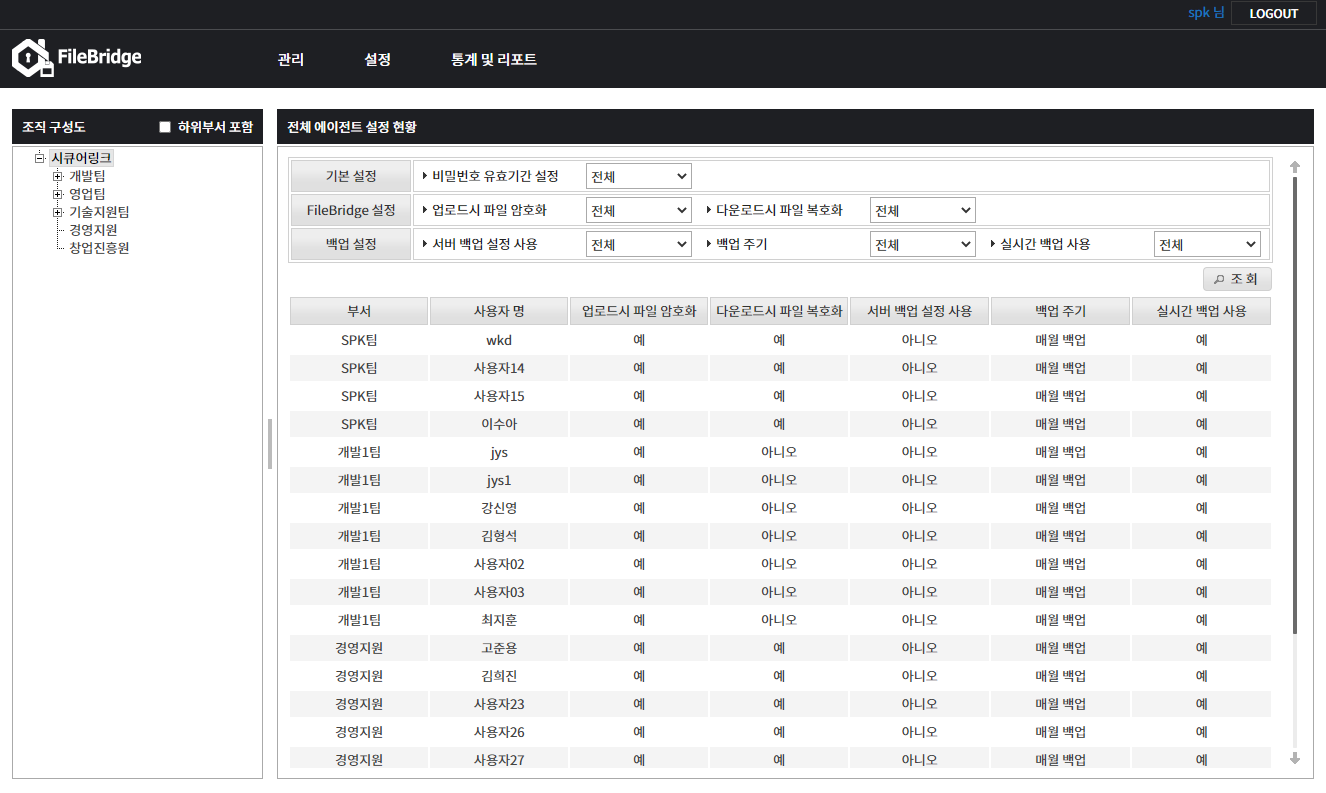 spk 님 LOGOUT
FileBridge 관리 설정 통계 및 리포트
조직 구성도 하위부서 포함
시큐어링크
개발팀
영업팀
기술지원팀
경영지원
창업진흥원
전체 에이전트 설정 현황
기본 설정 비밀번호 유효기간 설정 전체
FileBridge 설정 업로드시 파일 암호화 전체 다운로드시 파일 복호화 전체
백업 설정 서버 백업 설정 사용 전체 백업 주기 전체 실시간 백업 사용 전체
조 회
부서 사용자 명 업로드시 파일 암호화 다운로드시 파일 복호화 서버 백업 설정 사용 백업 주기 실시간 백업 사용
SPK팀 wkd 예 예 아니오 매월 백업 예
SPK팀 사용자14 예 예 아니오 매월 백업 예
SPK팀 사용자15 예 예 아니오 매월 백업 예
SPK팀 이수아 예 예 아니오 매월 백업 예
개발1팀 jys 예 아니오 아니오 매월 백업 예
개발1팀 jys1 예 아니오 아니오 매월 백업 예
개발1팀 강신영 예 아니오 아니오 매월 백업 예
개발1팀 김형석 예 아니오 아니오 매월 백업 예
개발1팀 사용자02 예 아니오 아니오 매월 백업 예
개발1팀 사용자03 예 아니오 아니오 매월 백업 예
개발1팀 최지훈 예 아니오 아니오 매월 백업 예
경영지원 고준용 예 예 아니오 매월 백업 예
경영지원 김희진 예 예 아니오 매월 백업 예
경영지원 사용자23 예 예 아니오 매월 백업 예
경영지원 사용자26 예 예 아니오 매월 백업 예
경영지원 사용자27 예 예 아니오 매월 백업 예